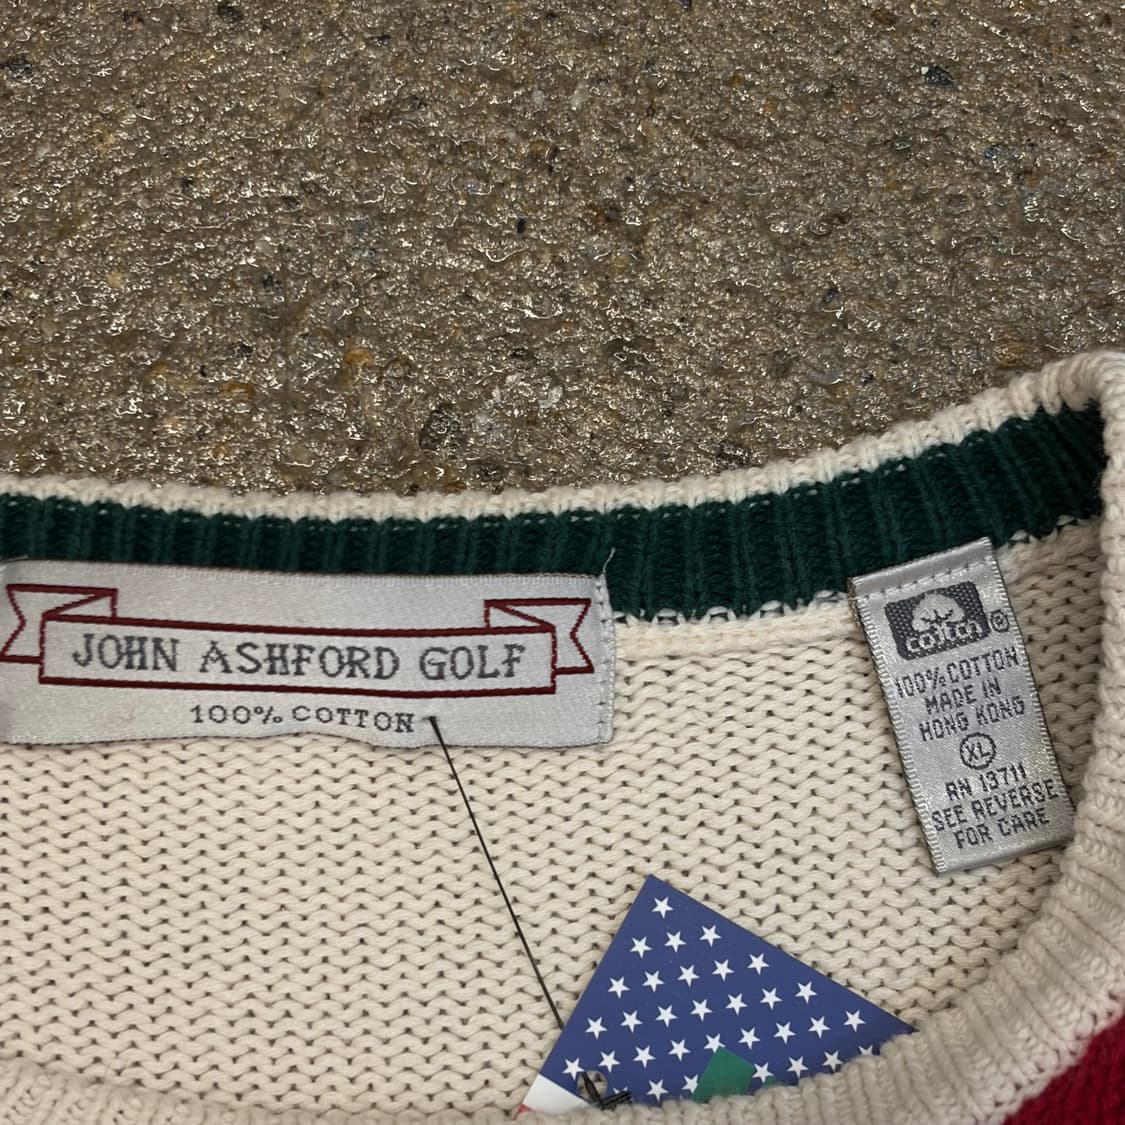 JOHN ASHFORD GOLF
100% COTTON
cotton ®
100% COTTON
MADE IN
HONG KONG
XL
RN 13711
SEE REVERSE
FOR CARE